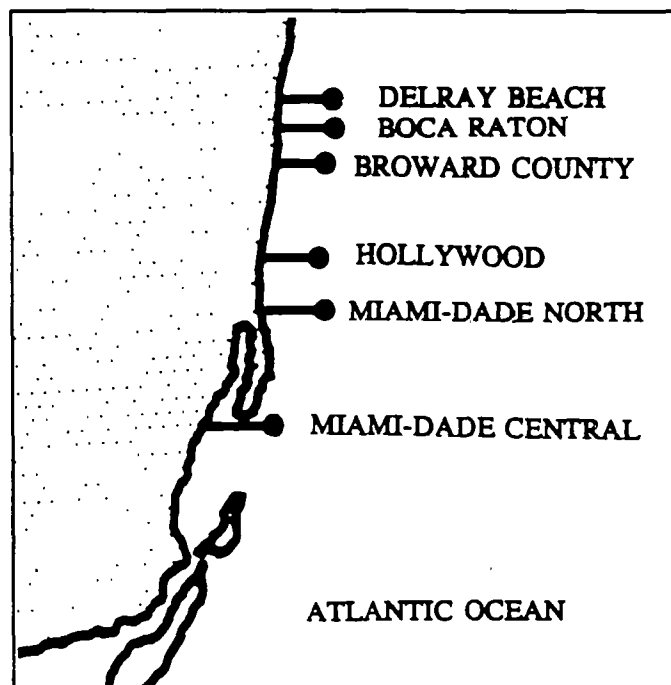 DELRAY BEACH
BOCA RATON
BROWARD COUNTY
HOLLYWOOD
MIAMI-DADE NORTH
MIAMI-DADE CENTRAL
ATLANTIC OCEAN